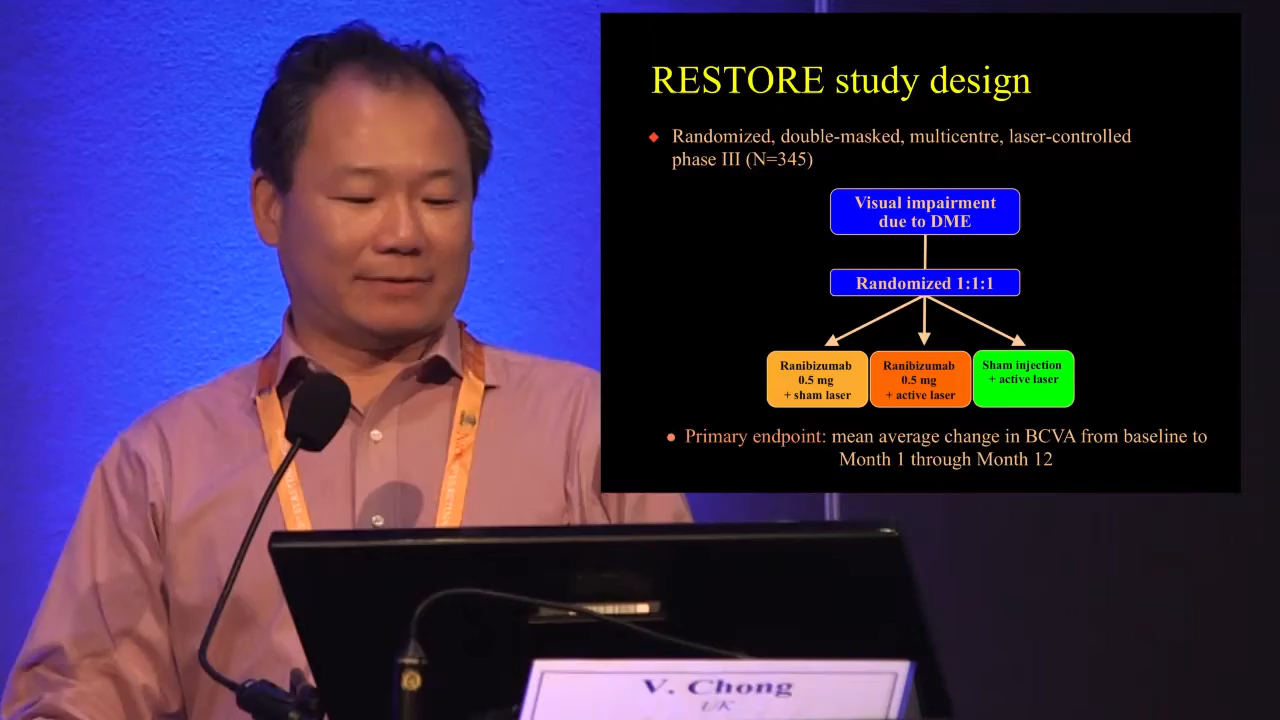 RESTORE study design
Randomized, double-masked, multicentre, laser-controlled
phase III (N=345)
Visual impairment
due to DME
Randomized 1:1:1
Ranibizumab
0.5 mg
+ sham laser
Ranibizumab
0.5 mg
+ active laser
Sham injection
+ active laser
Primary endpoint: mean average change in BCVA from baseline to
Month 1 through Month 12
V. Chong
UK